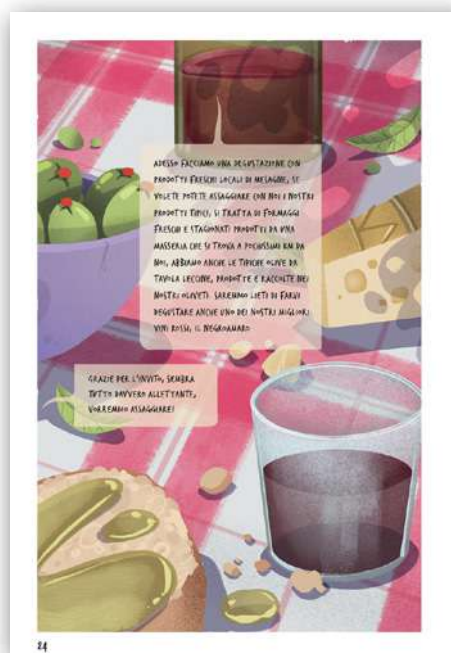 ADESSO FACCIAMO UNA DEGUSTAZIONE CON
PRODOTTI FRESCHI LOCALI DI MESAGNE, SE
VOLETE POTETE ASSAGGIARE CON NOI I NOSTRI
PRODOTTI TIPICI, SI TRATTA DI FORMAGGI
FRESCHI E STAGIONATI PRODOTTI DA UNA
MASSERIA CHE SI TROVA A POCHISSIMI KM DA
NOI, ABBIAMO ANCHE LE TIPICHE OLIVE DA
TAVOLA LECCINE, PRODOTTE E RACCOLTE NEI
NOSTRI OLIVETI. SAREMMO LIETI DI FARVI
DEGUSTARE ANCHE UNO DEI NOSTRI MIGLIORI
VINI ROSSI, IL NEGROAMARO
GRAZIE PER L'INVITO, SEMBRA
TUTTO DAVVERO ALLETTANTE,
VORREMMO ASSAGGIARE!
24